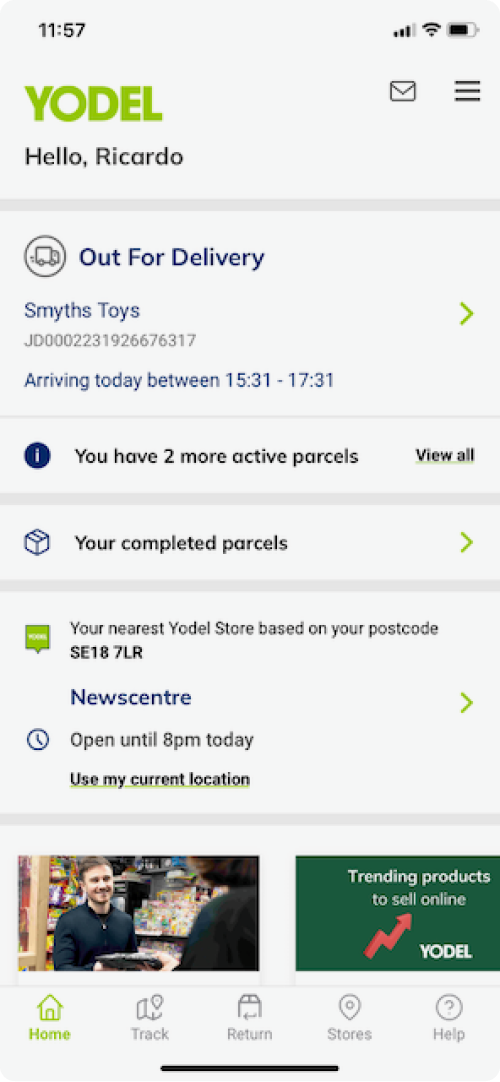 11:57
YODEL
Hello, Ricardo
Out For Delivery
Smyths Toys
JD0002231926676317
Arriving today between 15:31 - 17:31
i You have 2 more active parcels View all
Your completed parcels
YODEL Your nearest Yodel Store based on your postcode
SE18 7LR
Newscentre
Open until 8pm today
Use my current location
Trending products
to sell online
YODEL
Home Track Return Stores ? Help